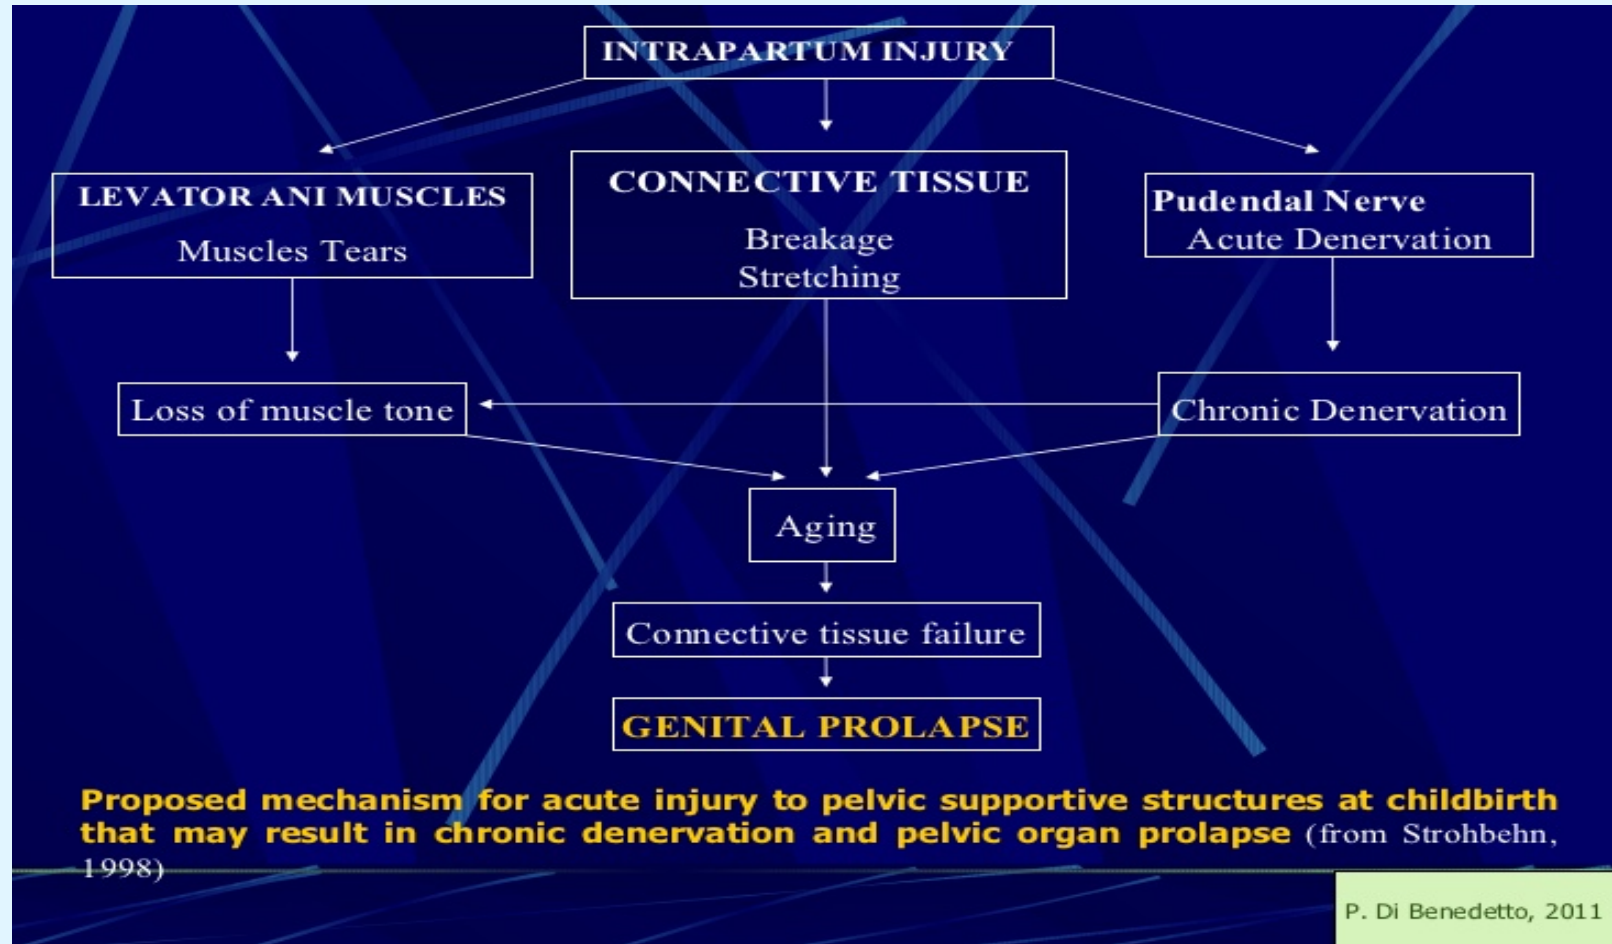 INTRAPARTUM INJURY
LEVATOR ANI MUSCLES
Muscles Tears
CONNECTIVE TISSUE
Breakage
Stretching
Pudendal Nerve
Acute Denervation
Loss of muscle tone
Chronic Denervation
Aging
Connective tissue failure
GENITAL PROLAPSE
Proposed mechanism for acute injury to pelvic supportive structures at childbirth
that may result in chronic denervation and pelvic organ prolapse (from Strohbehn,
1998)
P. Di Benedetto, 2011